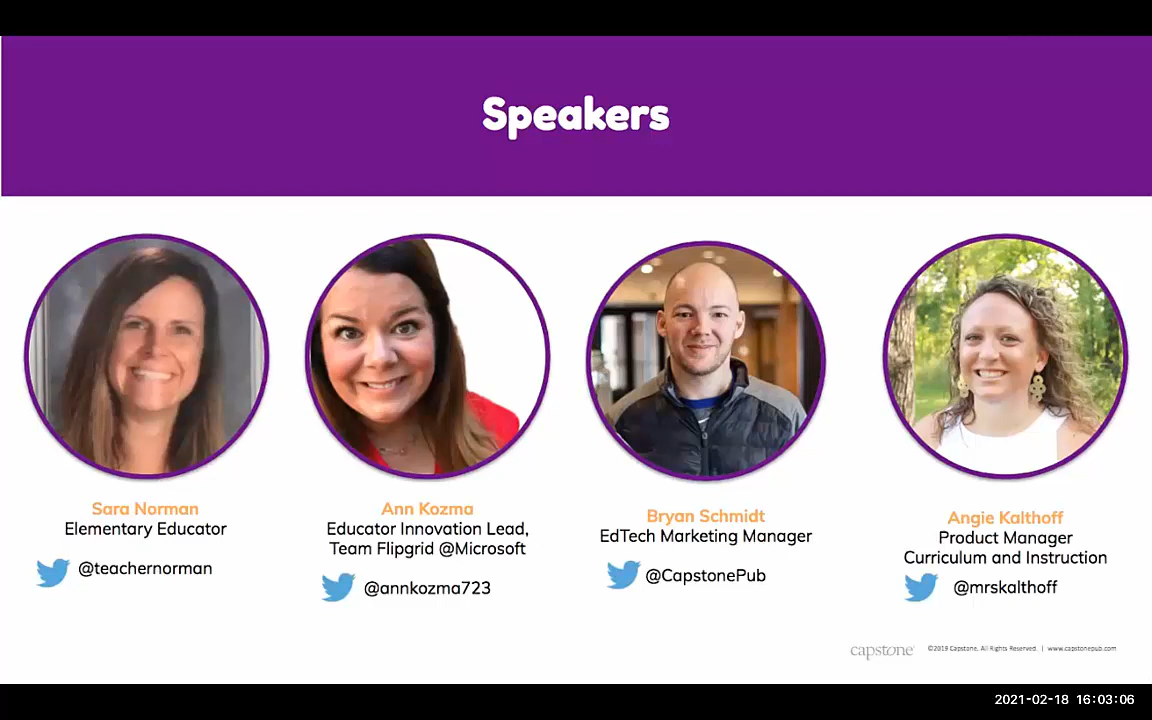 Speakers
Sara Norman
Elementary Educator
@teachernorman
Ann Kozma
Educator Innovation Lead,
Team Flipgrid @Microsoft
@annkozma723
Bryan Schmidt
EdTech Marketing Manager
@CapstonePub
Angie Kalthoff
Product Manager
Curriculum and Instruction
@mrskalthoff
capstone ©2019 Capstone. All Rights Reserved. | www.capstonepub.com
2021-02-18 16:03:06